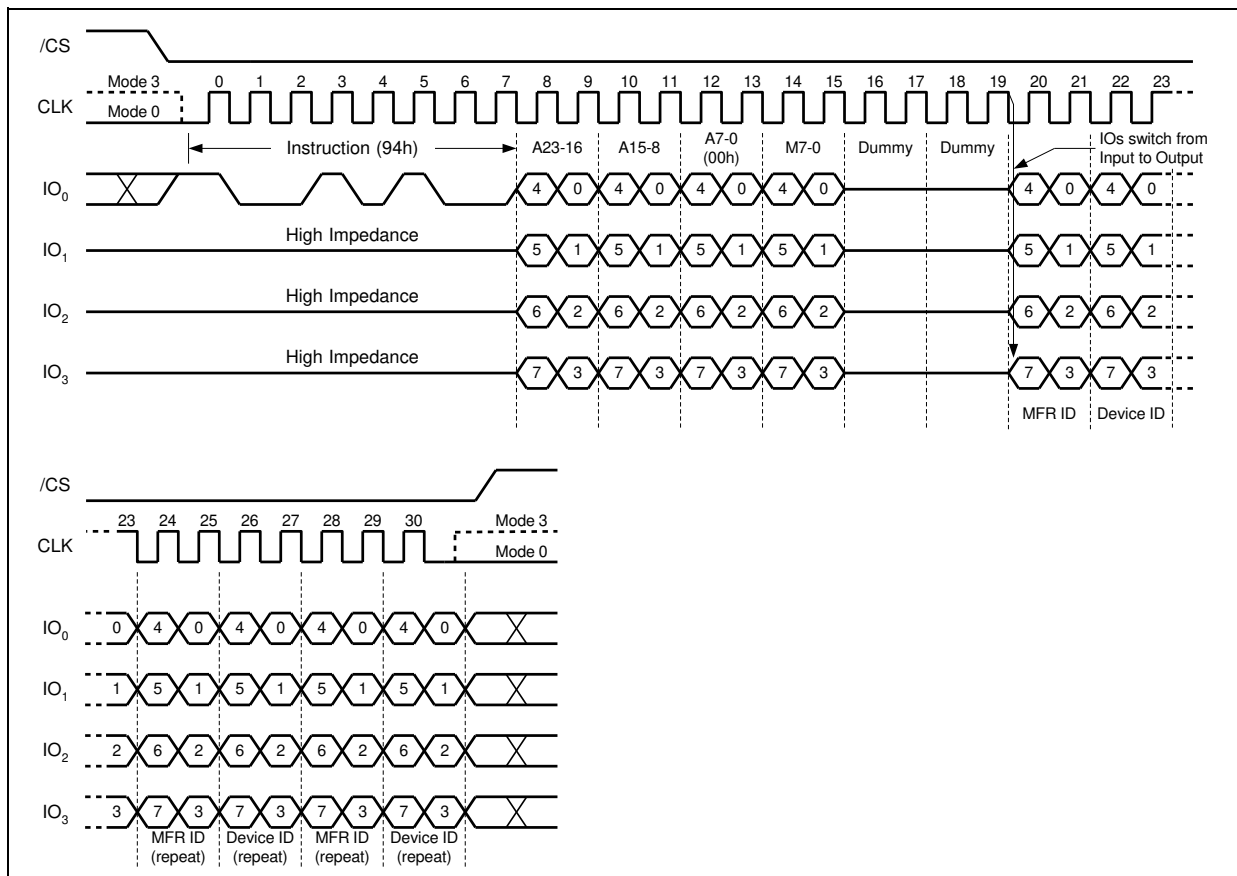 /CS
Mode 3 0 1 2 3 4 5 6 7 8 9 10 11 12 13 14 15 16 17 18 19 20 21 22 23
CLK
Mode 0
Instruction (94h) A23-16 A15-8 A7-0 (00h) M7-0 Dummy Dummy
IOs switch from
Input to Output
IO0 4 0 4 0 4 0 4 0 4 0 4 0
High Impedance
IO1 5 1 5 1 5 1 5 1 5 1 5 1
High Impedance
IO2 6 2 6 2 6 2 6 2 6 2 6 2
High Impedance
IO3 7 3 7 3 7 3 7 3 7 3 7 3
MFR ID Device ID
/CS
23 24 25 26 27 28 29 30 Mode 3
CLK
Mode 0
IO0 0 4 0 4 0 4 0 4 0
IO1 1 5 1 5 1 5 1 5 1
IO2 2 6 2 6 2 6 2 6 2
IO3 3 7 3 7 3 7 3 7 3
MFR ID Device ID MFR ID Device ID
(repeat) (repeat) (repeat) (repeat)